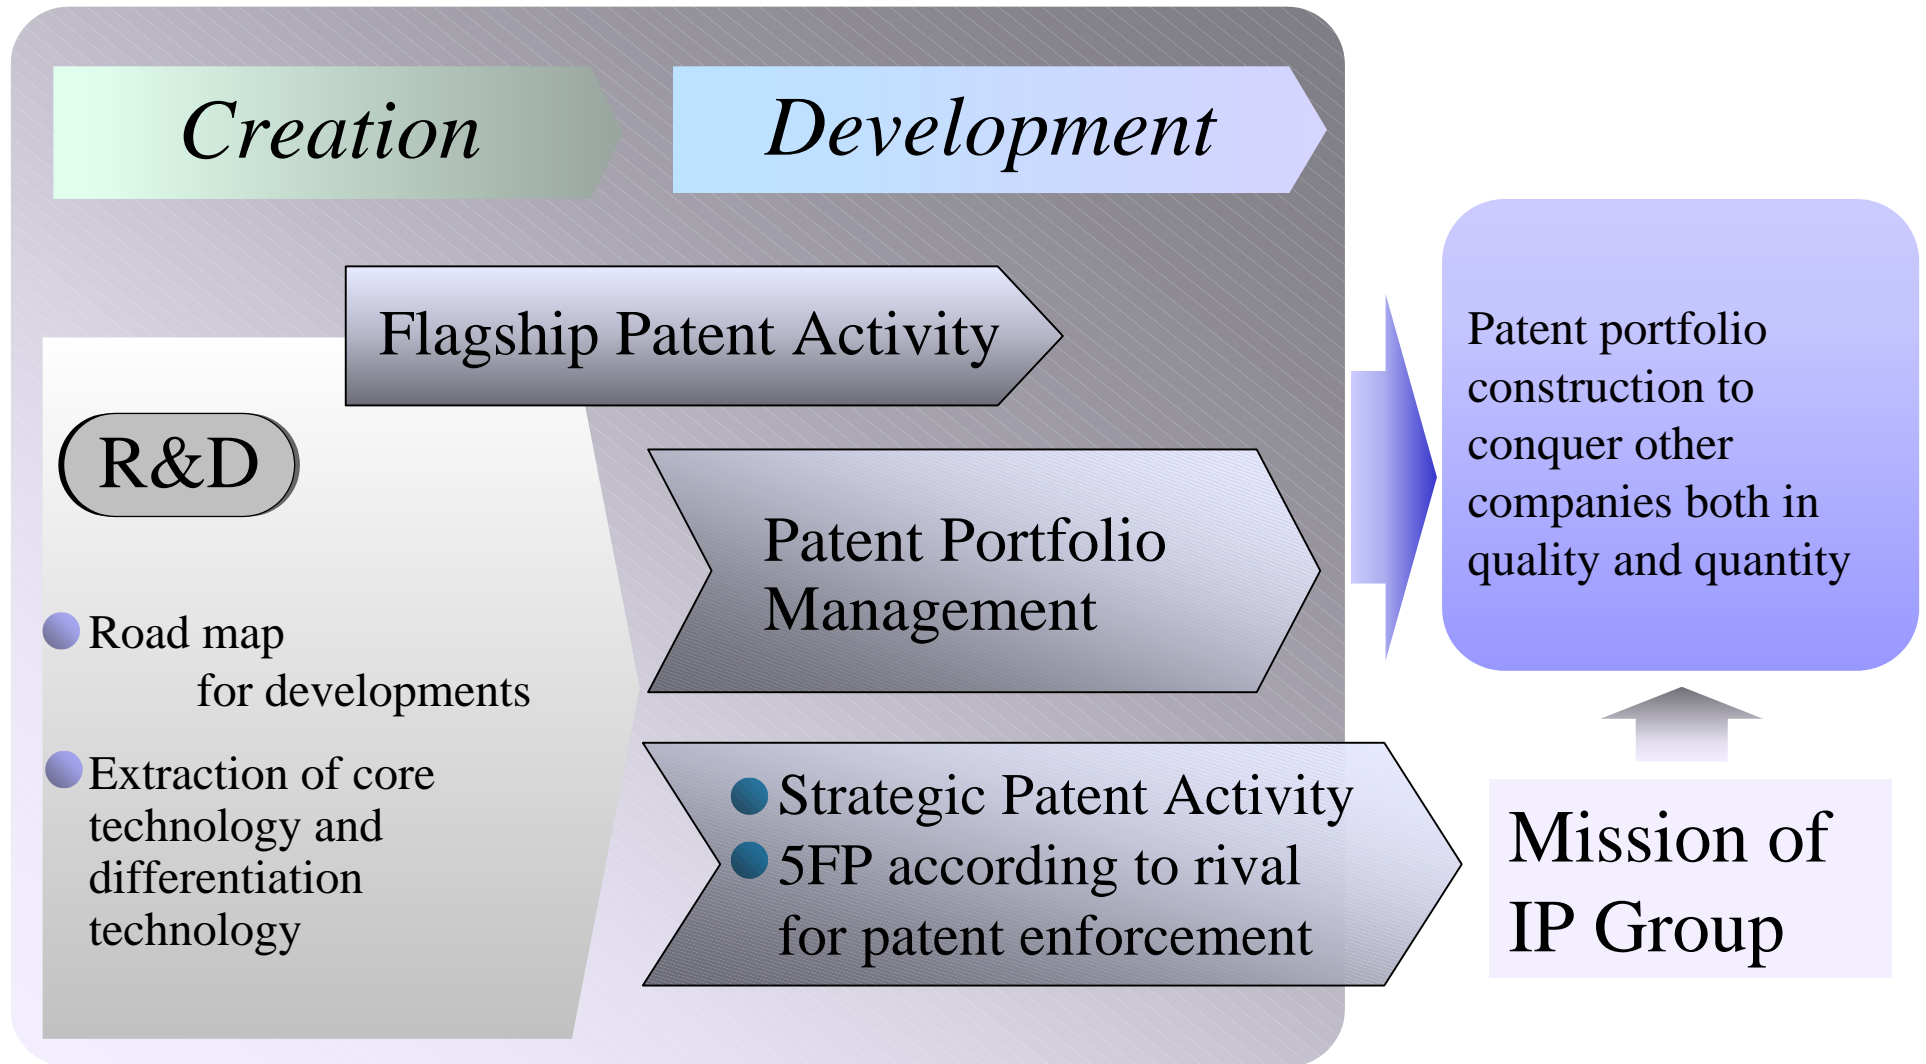 Creation
Development
Flagship Patent Activity
R&D
Road map
for developments
Extraction of core
technology and
differentiation
technology
Patent Portfolio
Management
Strategic Patent Activity
5FP according to rival
for patent enforcement
Patent portfolio
construction to
conquer other
companies both in
quality and quantity
Mission of
IP Group